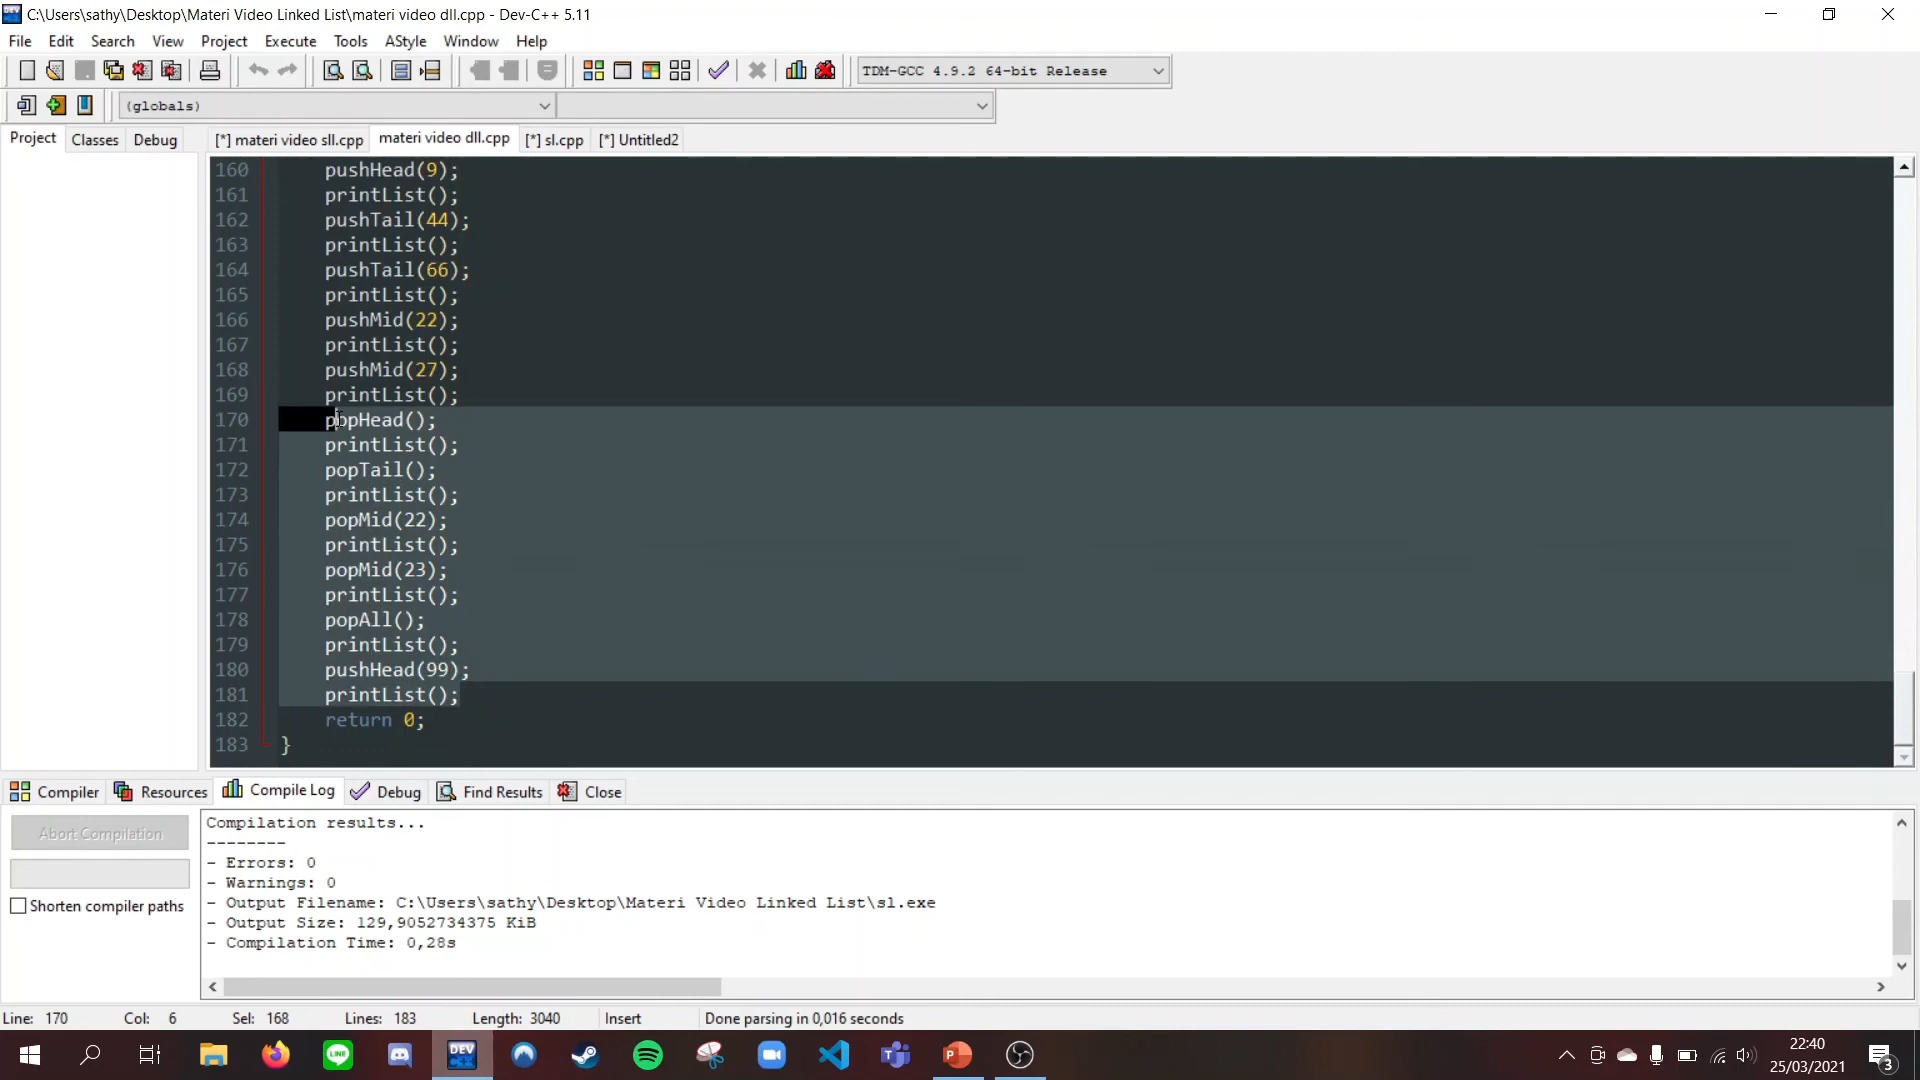 C:\Users\sathy\Desktop\Materi Video Linked List\materi video dll.cpp - Dev-C++ 5.11
File Edit Search View Project Execute Tools AStyle Window Help
TDM-GCC 4.9.2 64-bit Release
(globals)
Project Classes Debug [*] materi video sll.cpp materi video dll.cpp [*] sl.cpp [*] Untitled2
160 pushHead(9);
161 printList();
162 pushTail(44);
163 printList();
164 pushTail(66);
165 printList();
166 pushMid(22);
167 printList();
168 pushMid(27);
169 printList();
170 popHead();
171 printList();
172 popTail();
173 printList();
174 popMid(22);
175 printList();
176 popMid(23);
177 printList();
178 popAll();
179 printList();
180 pushHead(99);
181 printList();
182 return 0;
183 }
Compiler Resources Compile Log Debug Find Results Close
Abort Compilation
Shorten compiler paths
Compilation results...
--------
- Errors: 0
- Warnings: 0
- Output Filename: C:\Users\sathy\Desktop\Materi Video Linked List\sl.exe
- Output Size: 129,9052734375 KiB
- Compilation Time: 0,28s
Line: 170 Col: 6 Sel: 168 Lines: 183 Length: 3040 Insert Done parsing in 0,016 seconds
LINE
DEV
22:40
25/03/2021
3